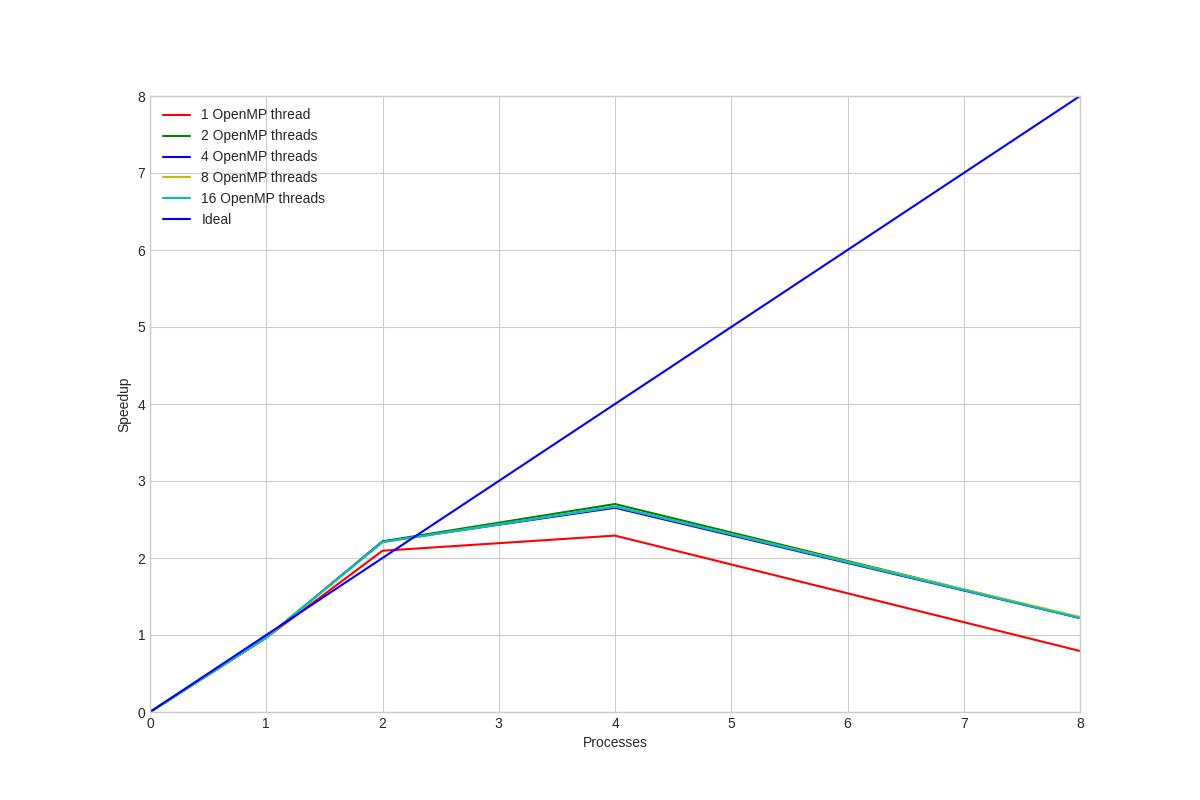 8
7
6
5
4
3
2
1
0
Speedup
1 OpenMP thread
2 OpenMP threads
4 OpenMP threads
8 OpenMP threads
16 OpenMP threads
Ideal
0 1 2 3 4 5 6 7 8
Processes